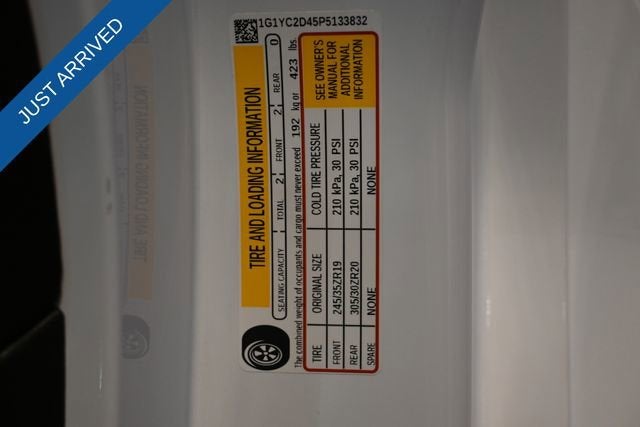 JUST ARRIVED
1G1YC2D45P5133832
TIRE AND LOADING INFORMATION
SEATING CAPACITY TOTAL 2 FRONT 2 REAR 0
The combined weight of occupants and cargo must never exceed 192 kg or 423 lbs.
TIRE ORIGINAL SIZE COLD TIRE PRESSURE
FRONT 245/35ZR19 210 kPa, 30 PSI
REAR 305/30ZR20 210 kPa, 30 PSI
SPARE NONE NONE
SEE OWNER'S
MANUAL FOR
ADDITIONAL
INFORMATION